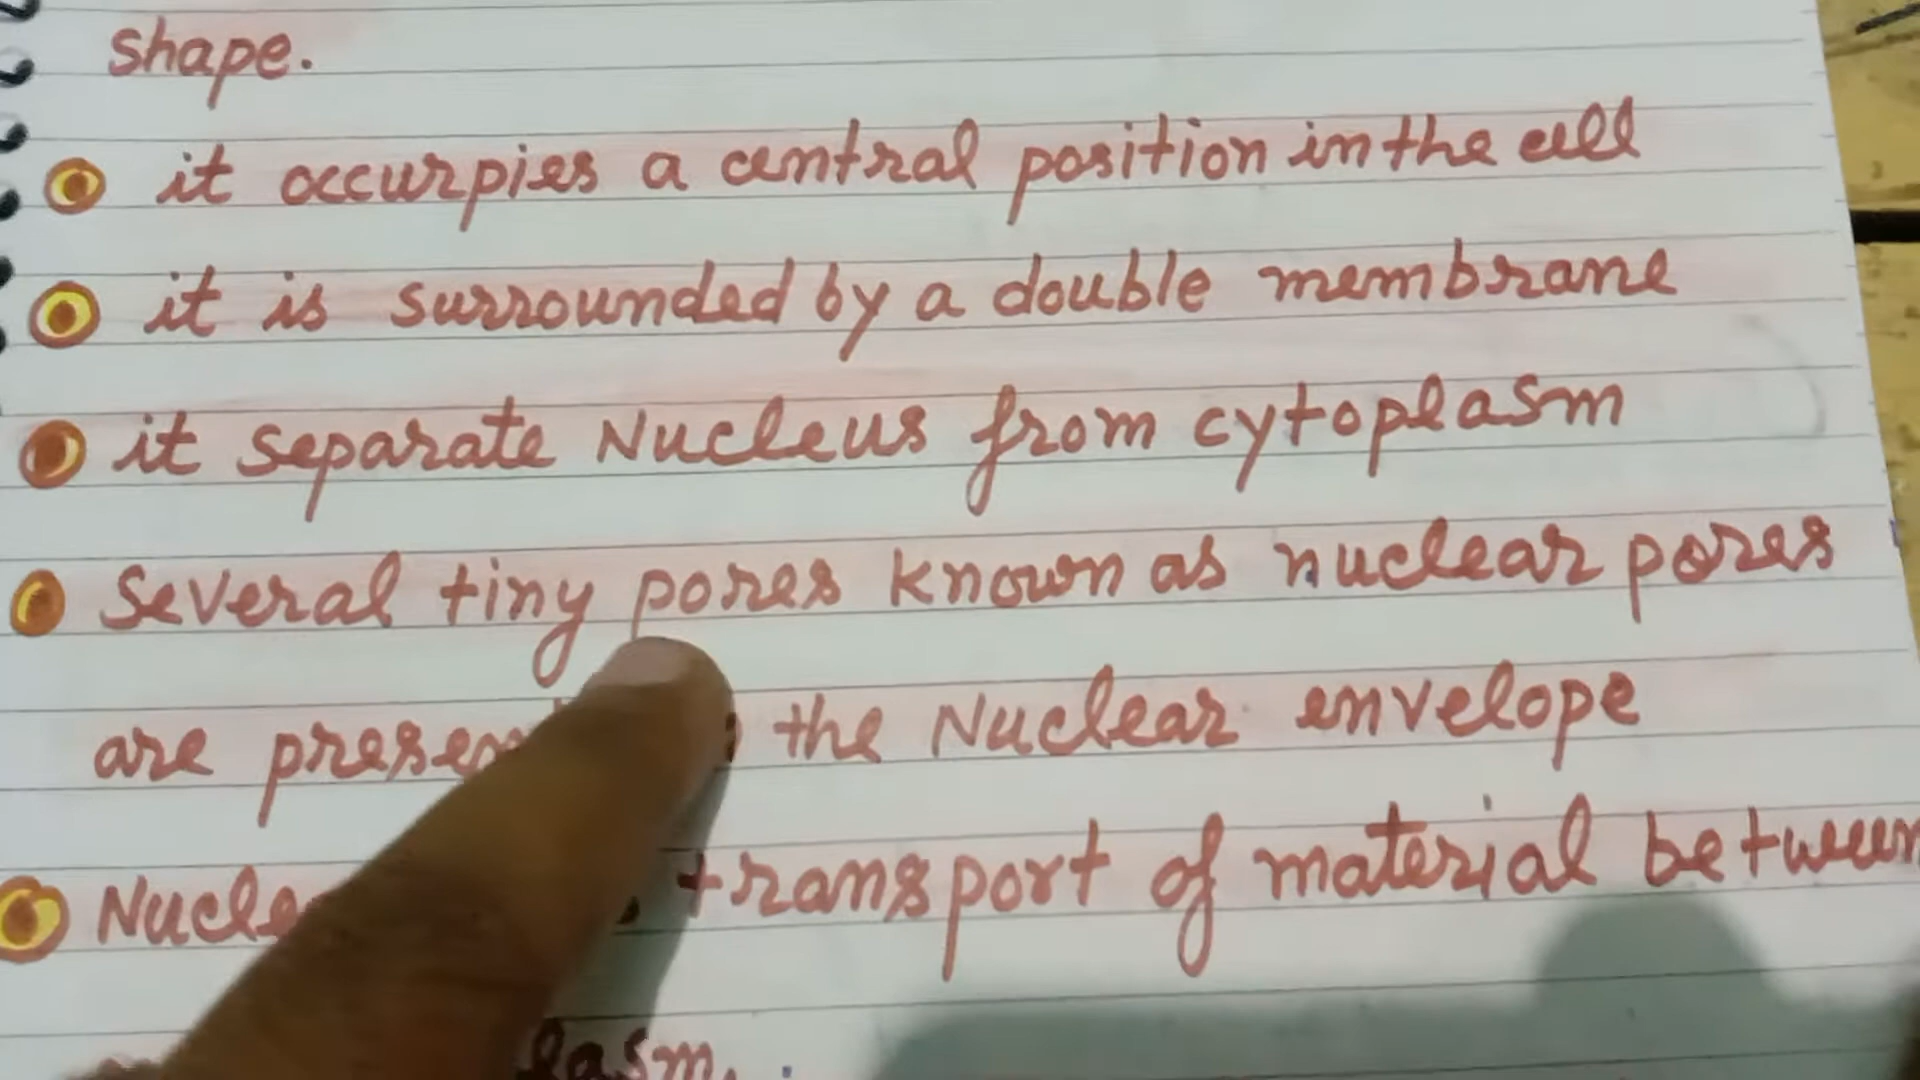 shape.
it occurpies a central position in the cell
it is surrounded by a double membrane
it separate Nucleus from cytoplasm
Several tiny pores known as nuclear pores
are the Nuclear envelope
transport of material between